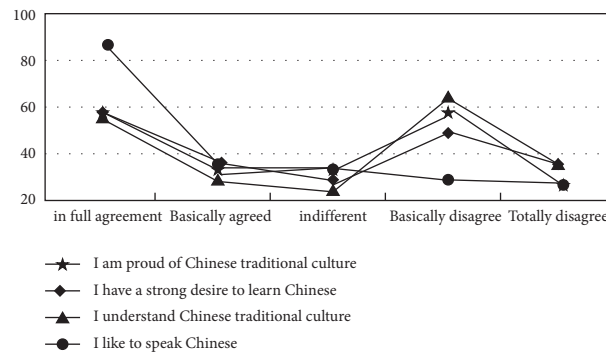 100
80
60
40
20
in full agreement Basically agreed indifferent Basically disagree Totally disagree
I am proud of Chinese traditional culture
I have a strong desire to learn Chinese
I understand Chinese traditional culture
I like to speak Chinese